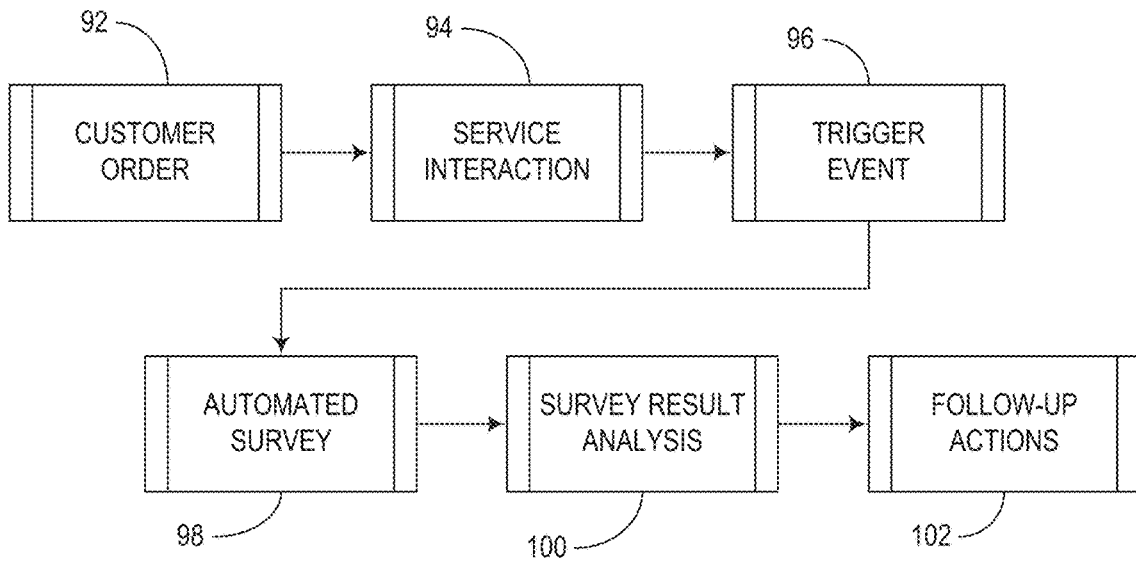 92
94
96
CUSTOMER
ORDER
SERVICE
INTERACTION
TRIGGER
EVENT
AUTOMATED
SURVEY
SURVEY RESULT
ANALYSIS
FOLLOW-UP
ACTIONS
98
100
102